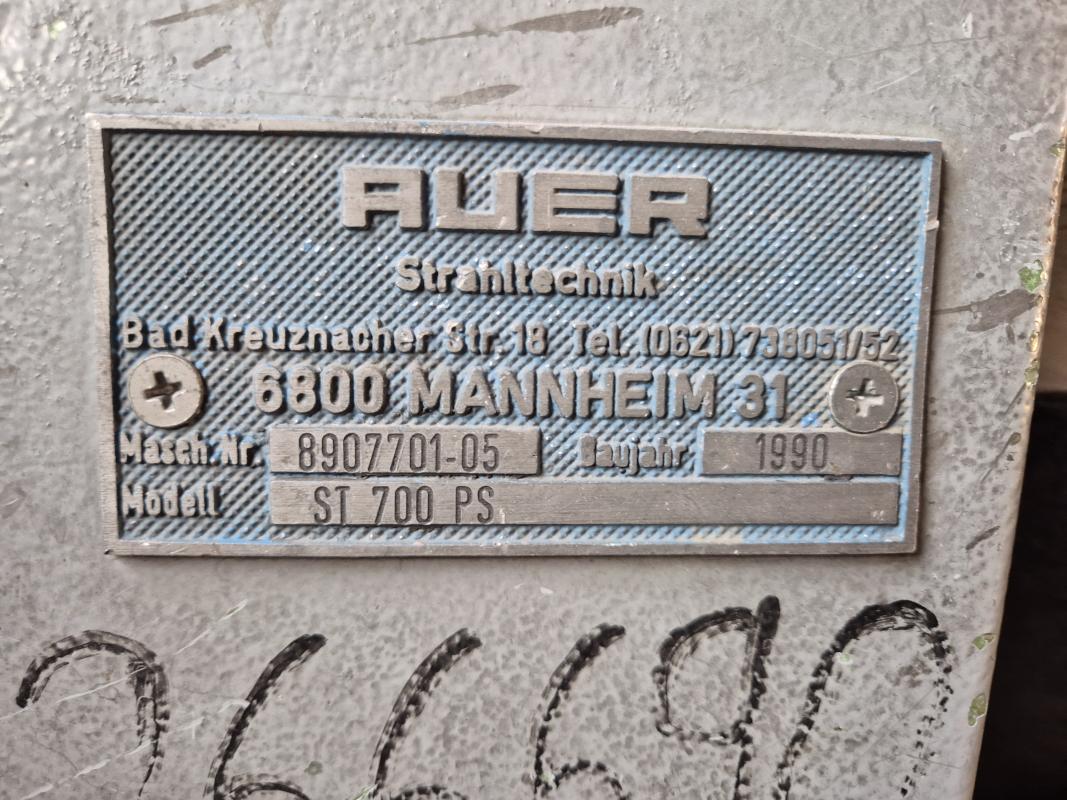 AUER
Strahltechnik
Bad Kreuznacher Str. 18 Tel. (0621) 738051/52
6800 MANNHEIM 31
Masch. Nr. 8907701-05 Baujahr 1990
Modell ST 700 PS